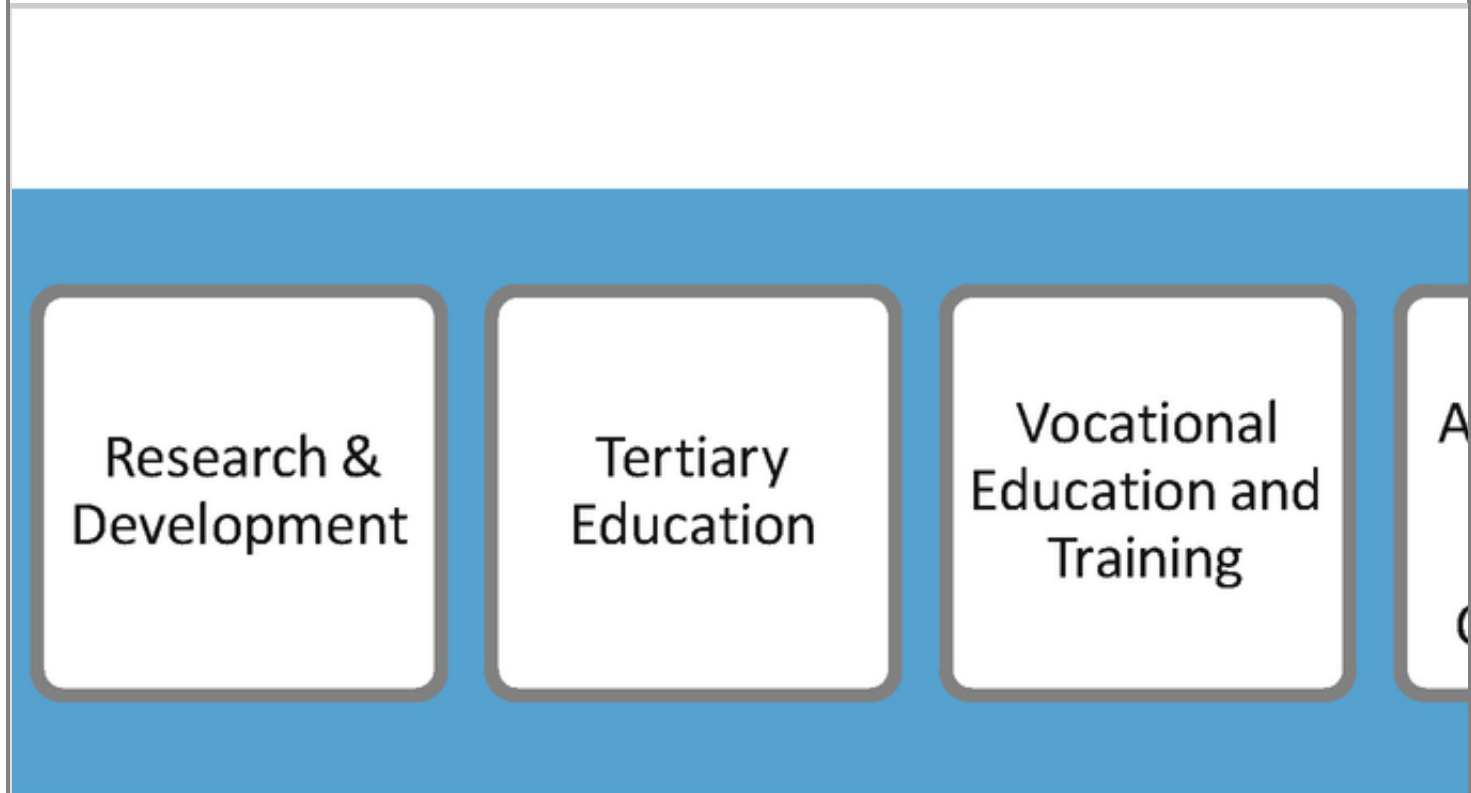 Research &
Development
Tertiary
Education
Vocational
Education and
Training
A